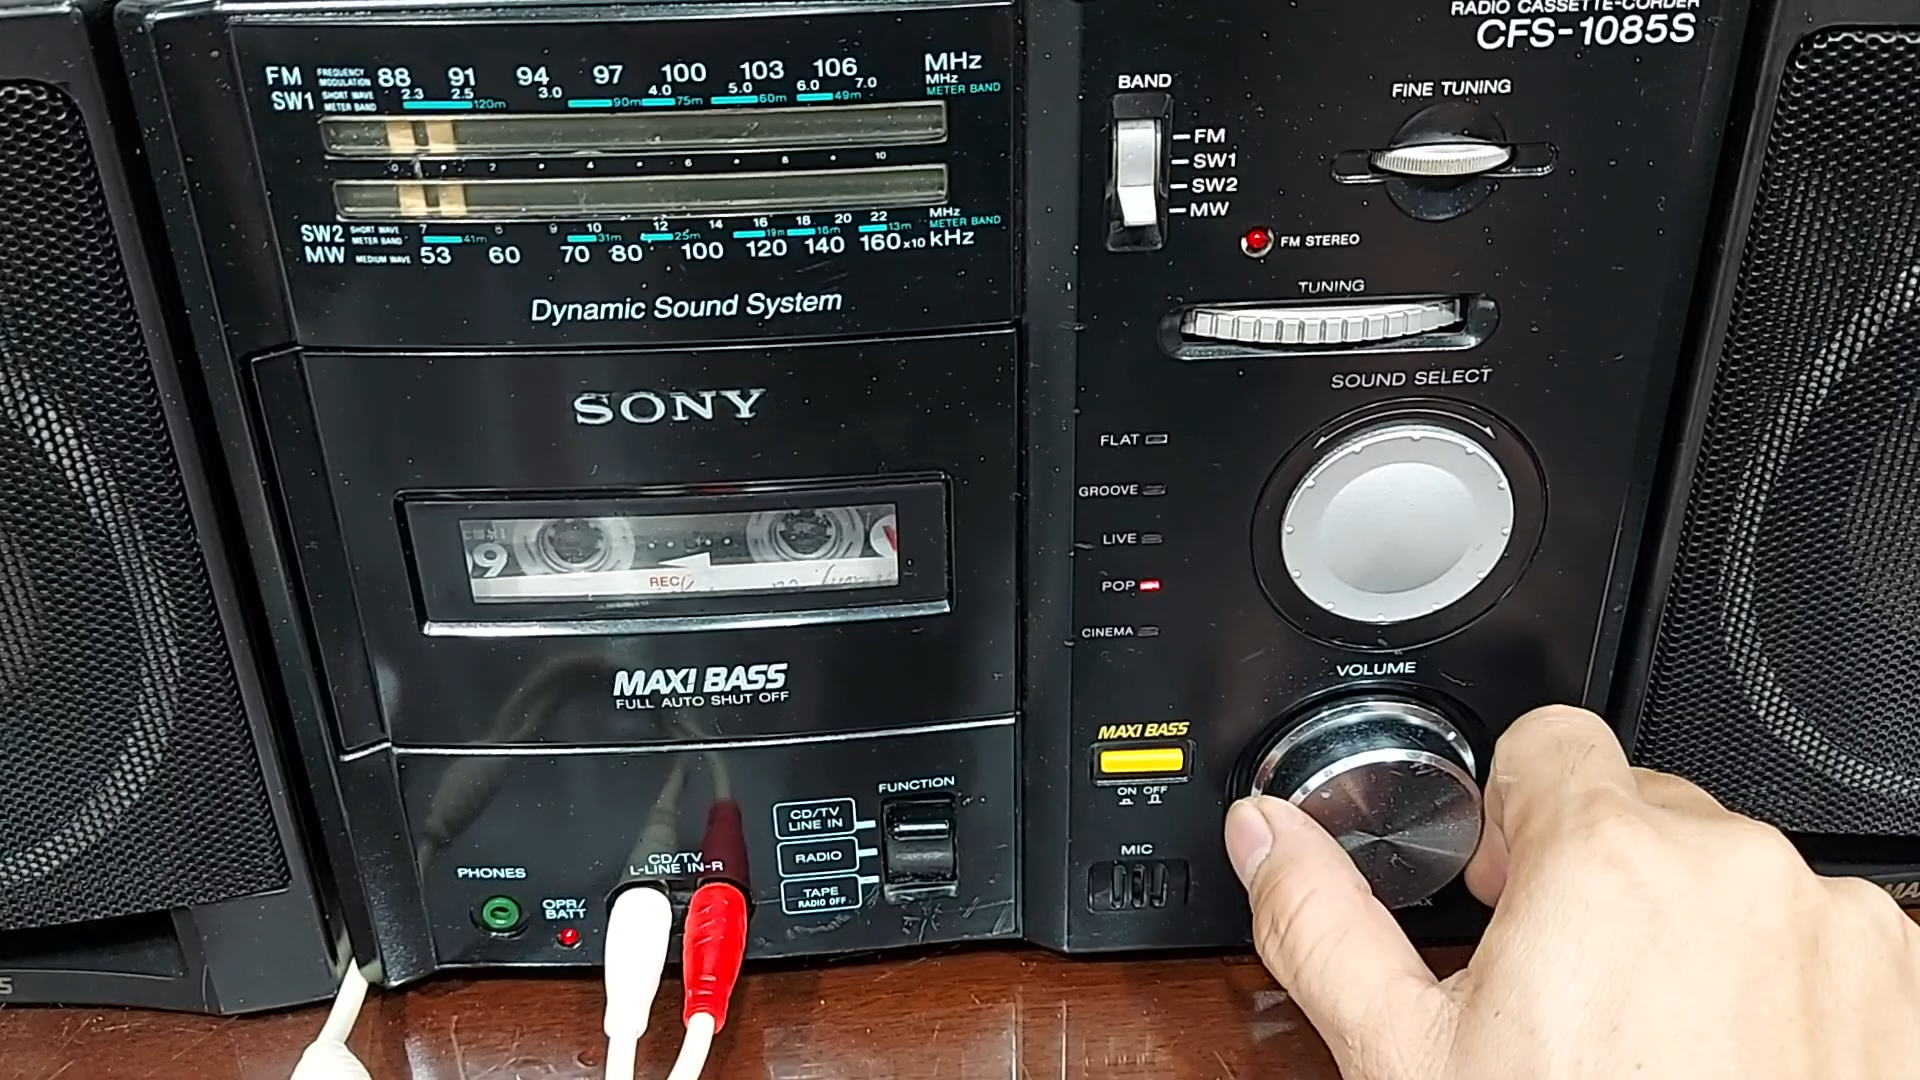 RADIO CASSETTE-CORDER
CFS-1085S
FM FREQUENCY MODULATION 88 91 94 97 100 103 106 MHz
SW1 SHORT WAVE METER BAND 2.3 2.5 120m 3.0 90m 4.0 75m 5.0 60m 6.0 49m 7.0 MHz METER BAND
0 2 4 6 8 10
SW2 SHORT WAVE METER BAND 7 41m 8 9 10 31m 12 25m 14 16 19m 18 16m 20 22 13m MHz METER BAND
MW MEDIUM WAVE 53 60 70 80 100 120 140 160 x10 kHz
Dynamic Sound System
BAND
FM
SW1
SW2
MW
FINE TUNING
FM STEREO
TUNING
SOUND SELECT
SONY
FLAT
GROOVE
LIVE
POP
CINEMA
9
REC
MAXI BASS
FULL AUTO SHUT OFF
VOLUME
MAXI BASS
ON OFF
MIC
FUNCTION
CD/TV
LINE IN
RADIO
TAPE
RADIO OFF
PHONES
OPR/
BATT
CD/TV
L-LINE IN-R